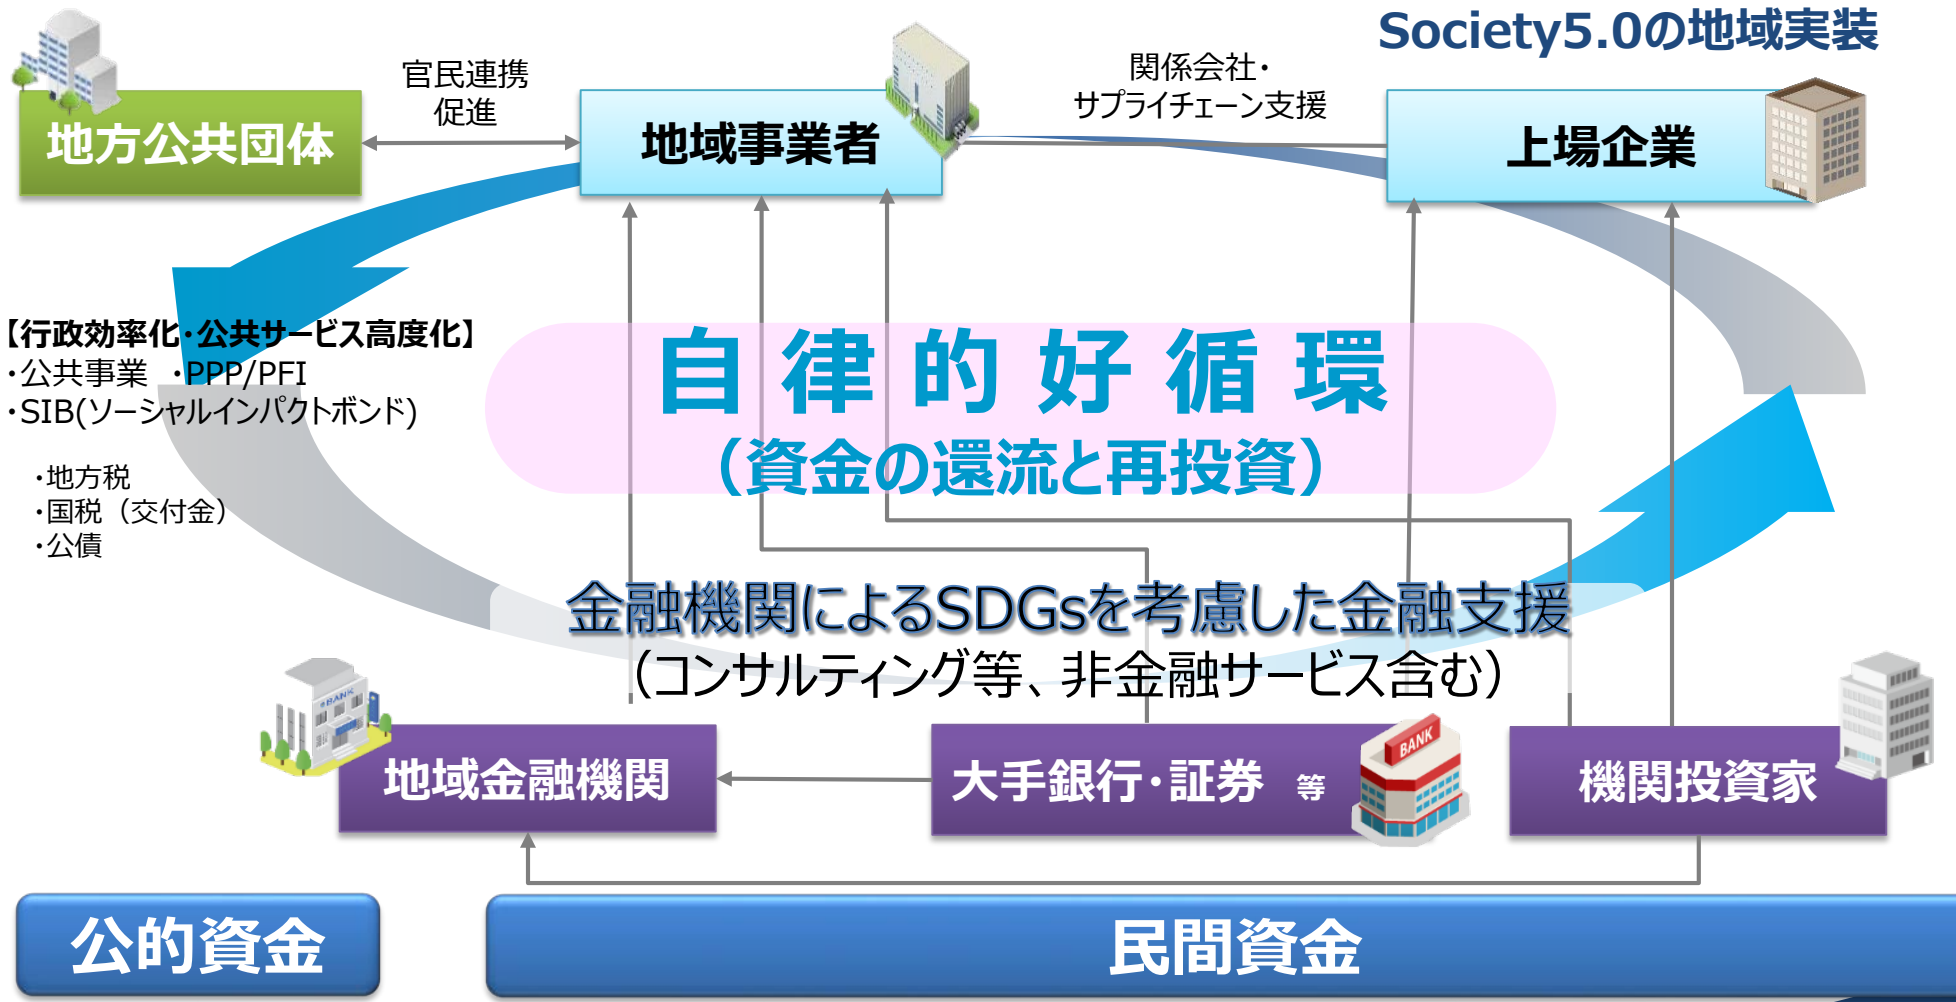 Society5.0の地域実装
官民連携
促進
関係会社・
サプライチェーン支援
地方公共団体
地域事業者
上場企業
【行政効率化・公共サービス高度化】
・公共事業　・PPP/PFI
・SIB(ソーシャルインパクトボンド)
・地方税
・国税（交付金）
・公債
自律的好循環
（資金の還流と再投資）
金融機関によるSDGsを考慮した金融支援
（コンサルティング等、非金融サービス含む）
BANK
地域金融機関
大手銀行・証券　等
BANK
機関投資家
公的資金
民間資金